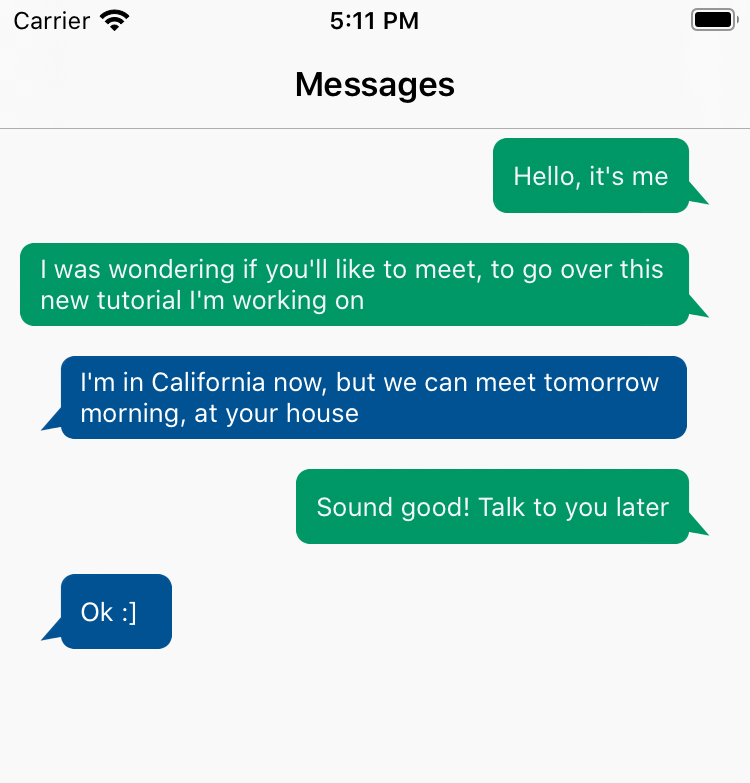 Carrier 5:11 PM
Messages
Hello, it's me
I was wondering if you'll like to meet, to go over this
new tutorial I'm working on
I'm in California now, but we can meet tomorrow
morning, at your house
Sound good! Talk to you later
Ok :]